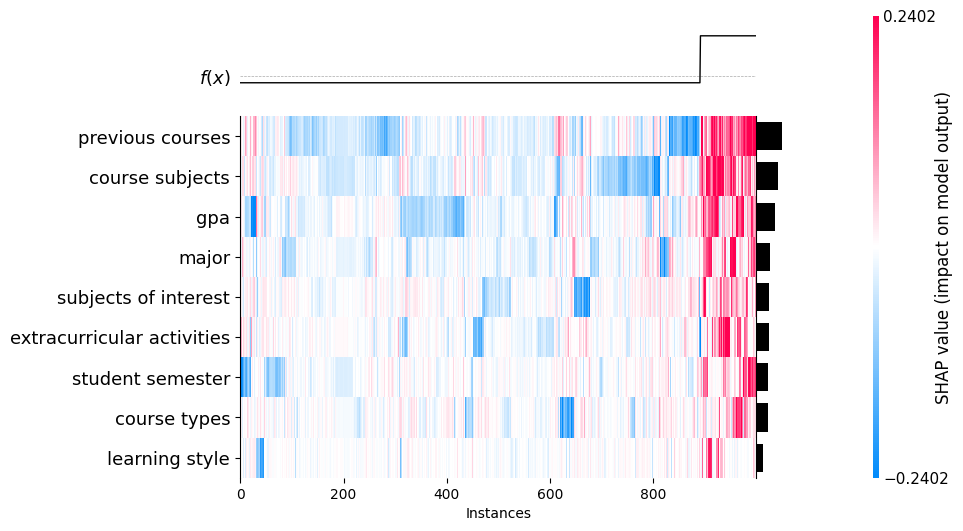 0.2402
f(x)
previous courses
course subjects
gpa
major
subjects of interest
extracurricular activities
student semester
course types
learning style
0 200 400 600 800
Instances
SHAP value (impact on model output)
−0.2402